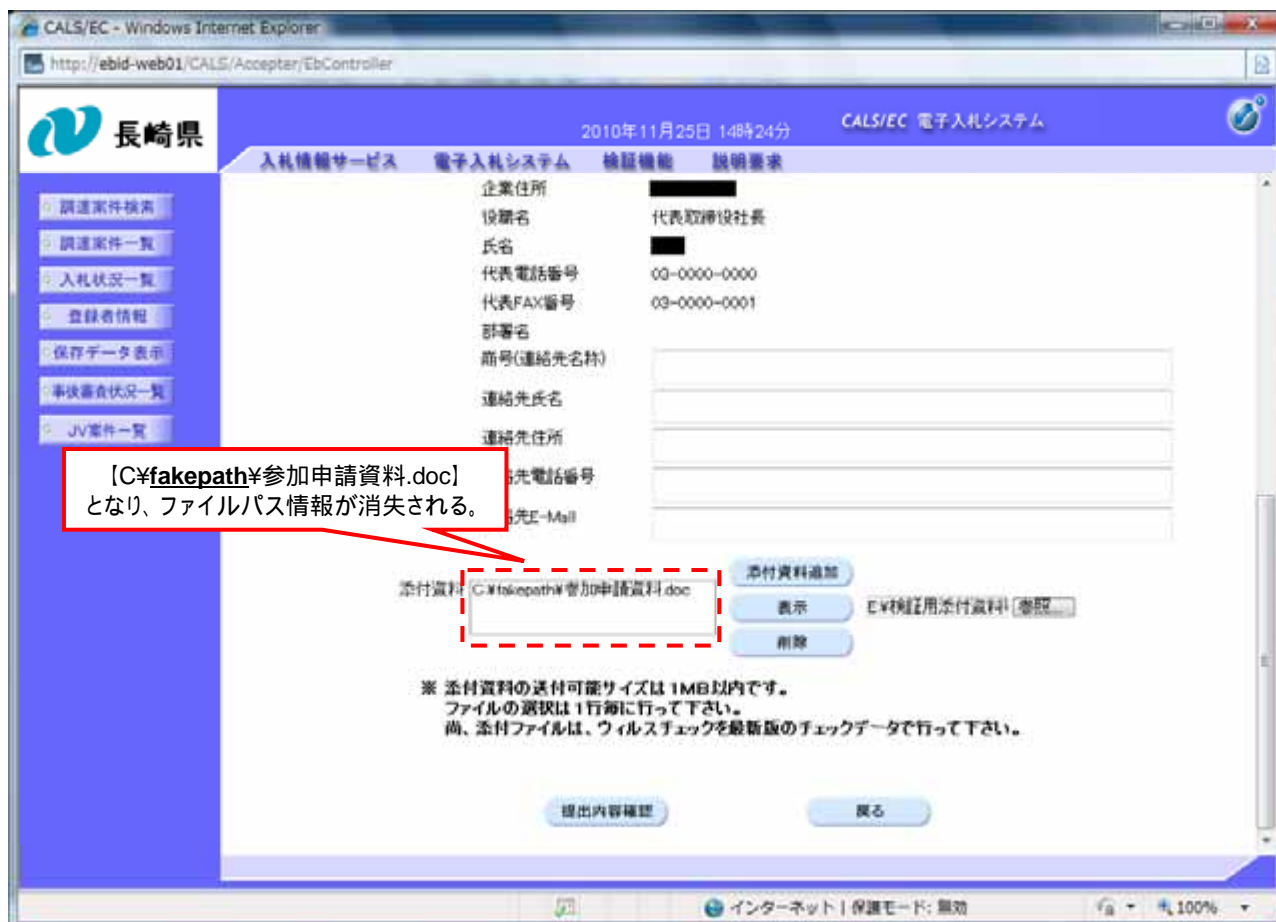 CALS/EC - Windows Internet Explorer
http://ebid-web01/CALS/Accepter/EbController
長崎県
2010年11月25日 14時24分
CALS/EC 電子入札システム
入札情報サービス 電子入札システム 検証機能 説明要求
調達案件検索
調達案件一覧
入札状況一覧
登録者情報
保存データ表示
事後審査状況一覧
JV案件一覧
企業住所
役職名 代表取締役社長
氏名
代表電話番号 03-0000-0000
代表FAX番号 03-0000-0001
部署名
商号(連絡先名称)
連絡先氏名
連絡先住所
先電話番号
先E-Mail
【C¥fakepath¥参加申請資料.doc】
となり、ファイルパス情報が消失される。
添付資料 C:¥fakepath¥参加申請資料.doc
添付資料追加
表示 E:¥検証用添付資料¥ 参照...
削除
※ 添付資料の送付可能サイズは1MB以内です。
ファイルの選択は1行毎に行って下さい。
尚、添付ファイルは、ウィルスチェックを最新版のチェックデータで行って下さい。
提出内容確認 戻る
インターネット | 保護モード: 無効 100%